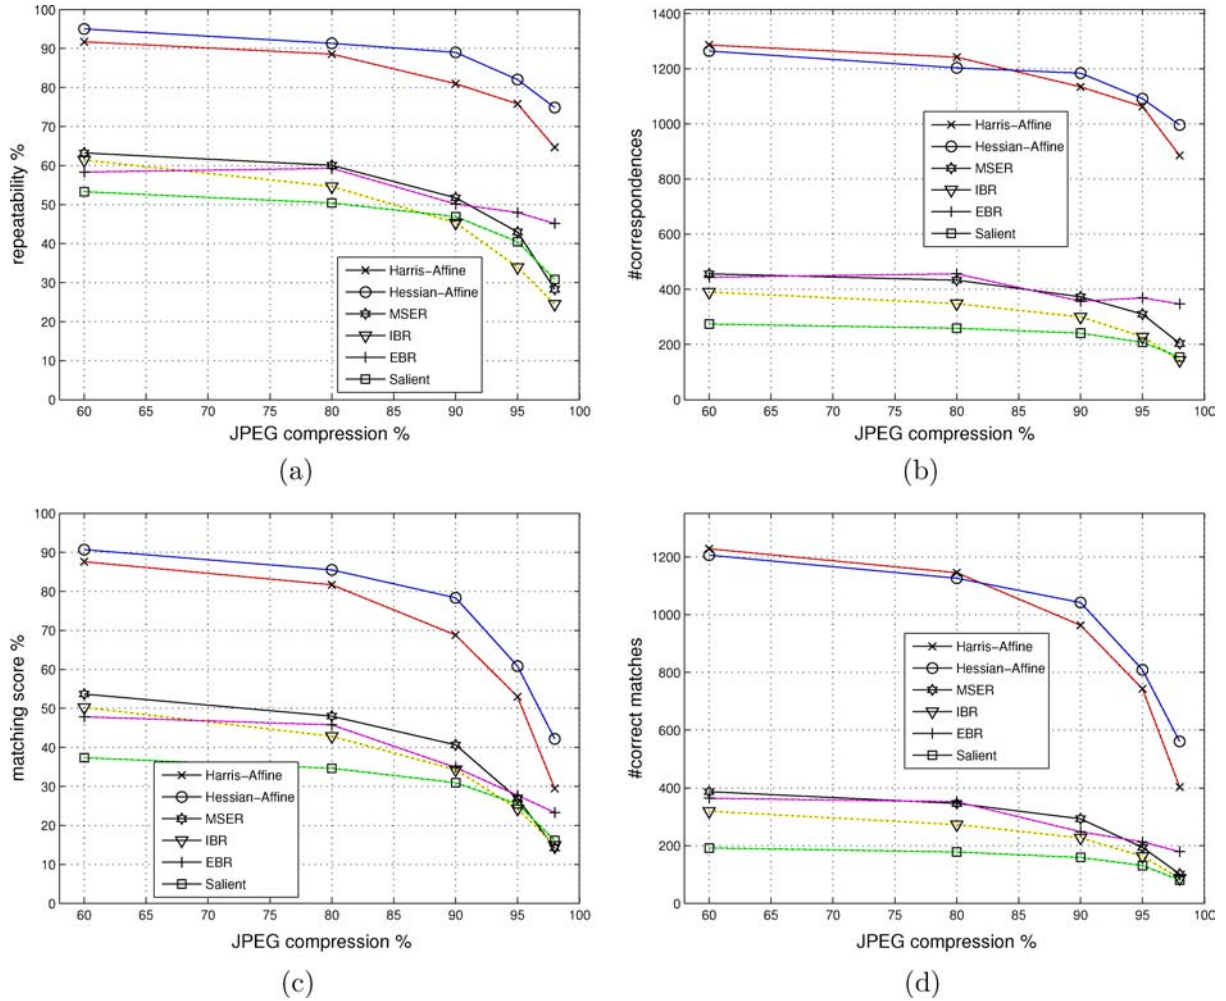 100
90
80
70
60
50
40
30
20
10
0
repeatability %
Harris-Affine
Hessian-Affine
MSER
IBR
EBR
Salient
60 65 70 75 80 85 90 95 100
JPEG compression %
(a)
1400
1200
1000
800
600
400
200
0
#correspondences
Harris-Affine
Hessian-Affine
MSER
IBR
EBR
Salient
60 65 70 75 80 85 90 95 100
JPEG compression %
(b)
100
90
80
70
60
50
40
30
20
10
0
matching score %
Harris-Affine
Hessian-Affine
MSER
IBR
EBR
Salient
60 65 70 75 80 85 90 95 100
JPEG compression %
(c)
1200
1000
800
600
400
200
0
#correct matches
Harris-Affine
Hessian-Affine
MSER
IBR
EBR
Salient
60 65 70 75 80 85 90 95 100
JPEG compression %
(d)